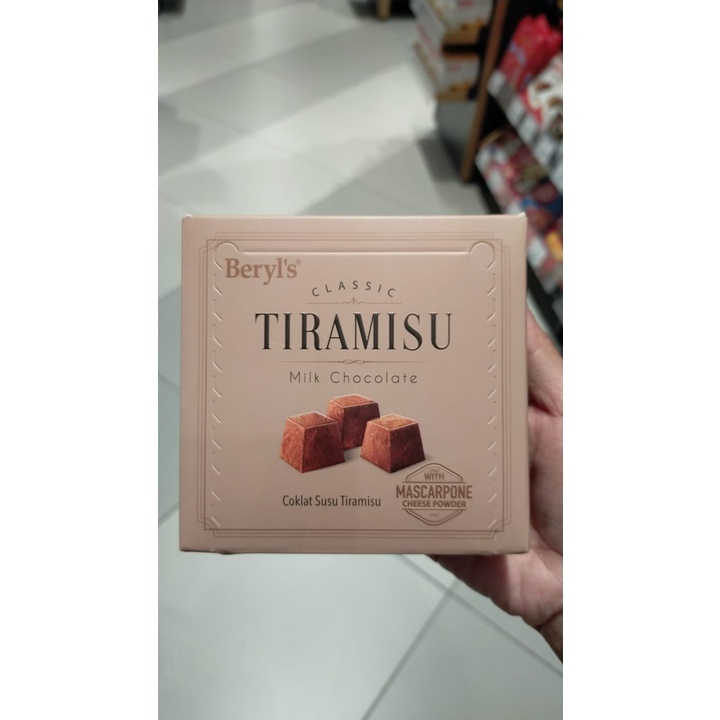 Beryl's®
CLASSIC
TIRAMISU
Milk Chocolate
Coklat Susu Tiramisu
WITH
MASCARPONE
CHEESE POWDER